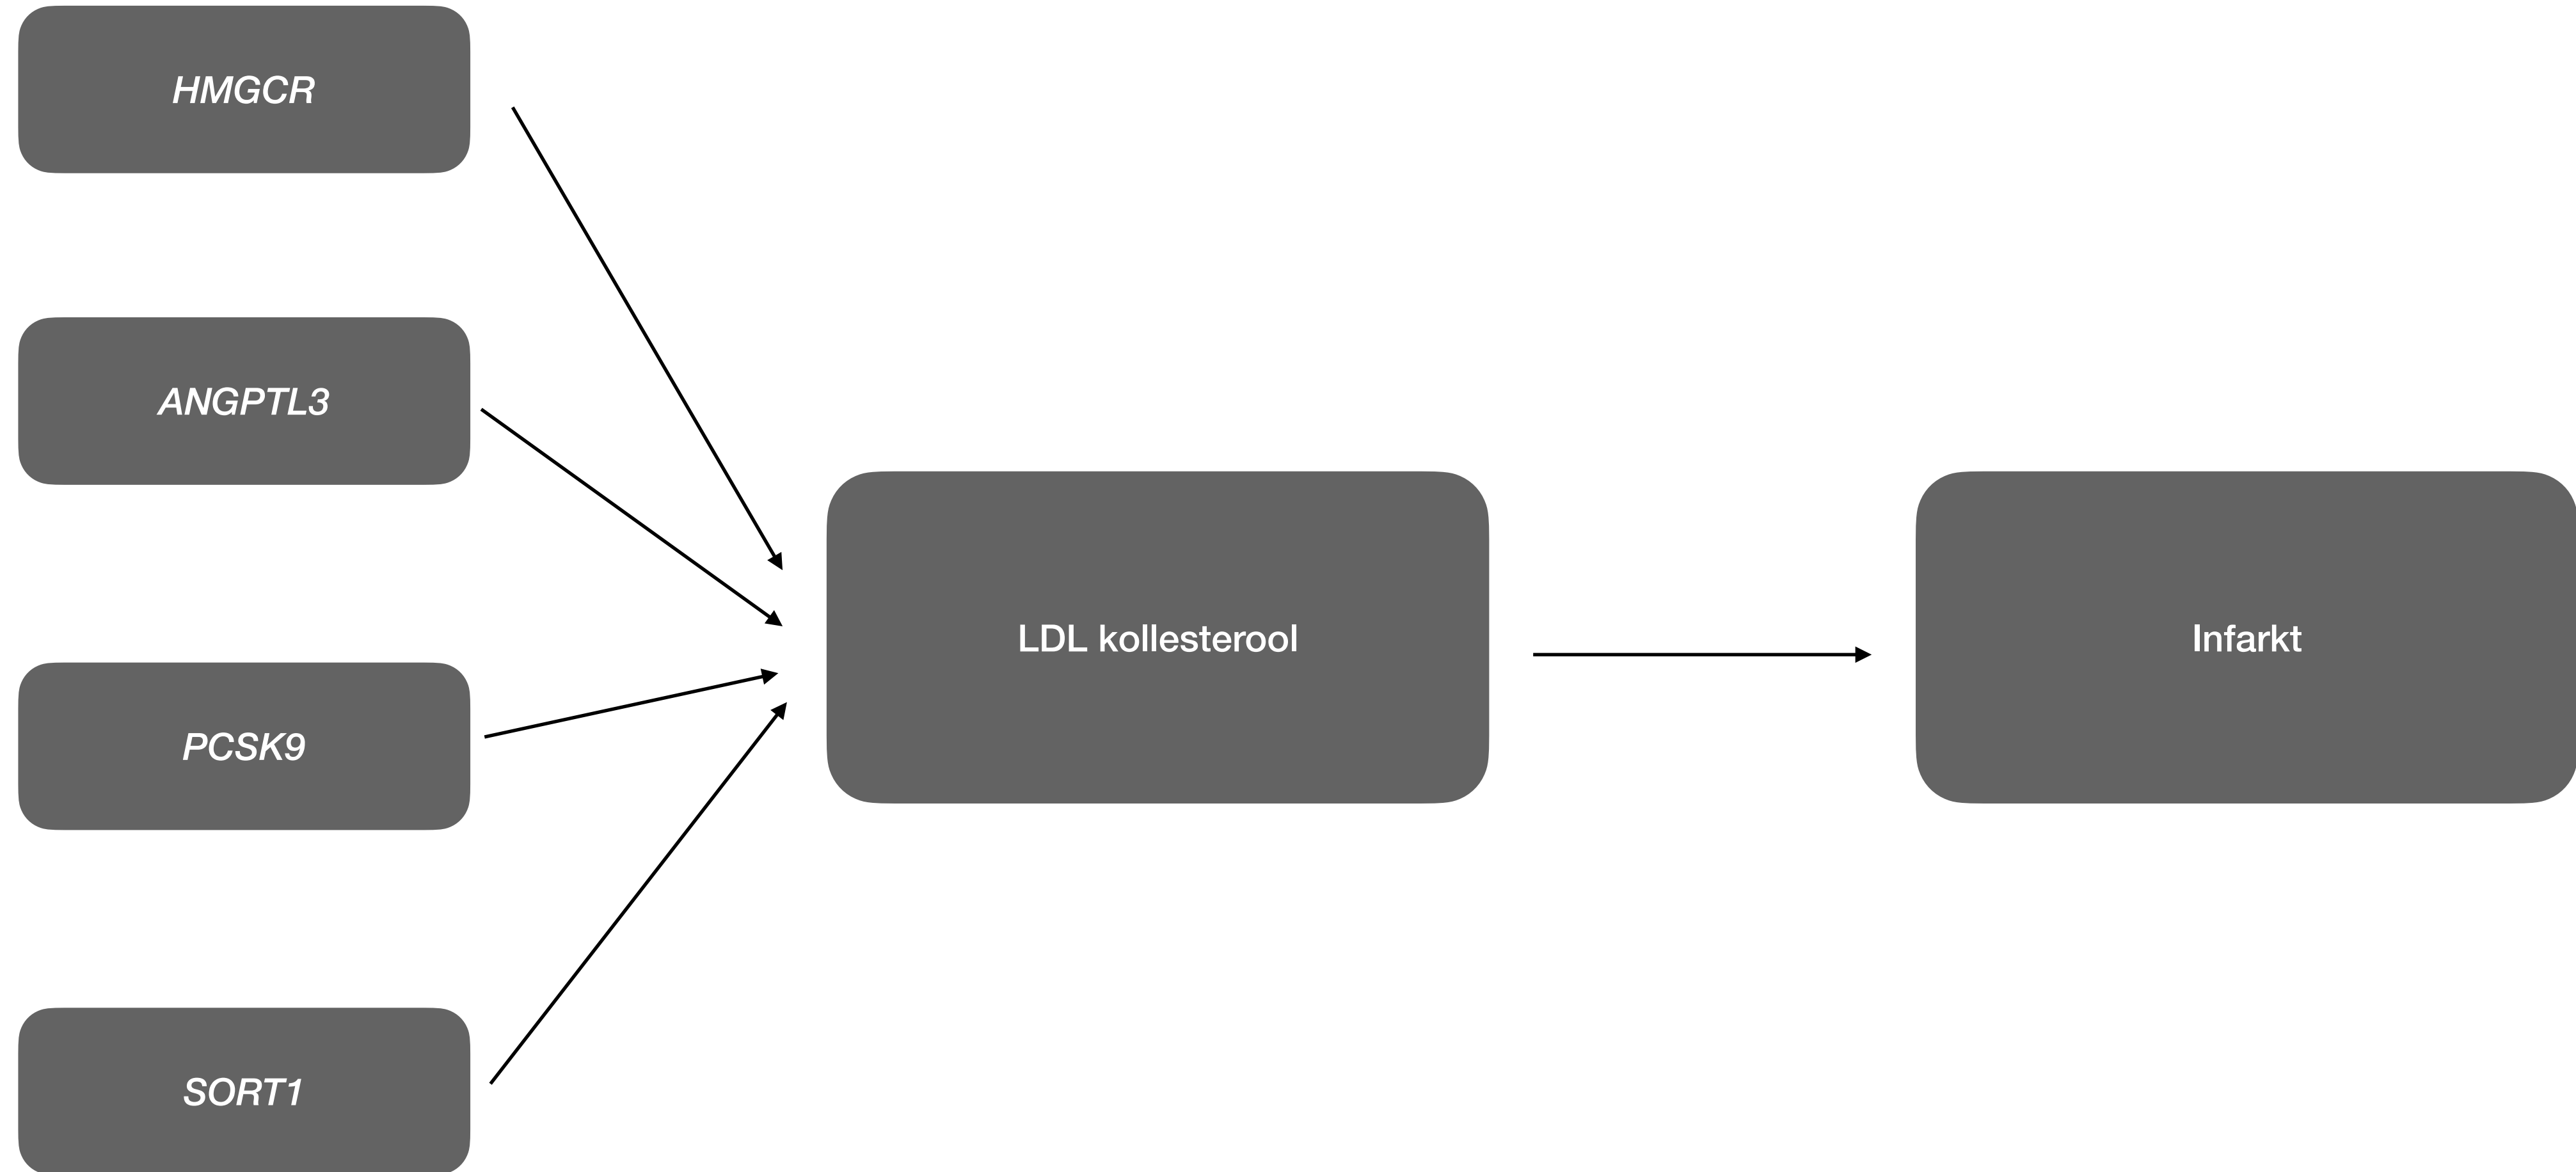 HMGCR
ANGPTL3
PCSK9
SORT1
LDL kollesterool
Infarkt